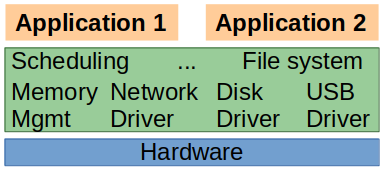 Application 1 Application 2
Scheduling ... File system
Memory Network Disk USB
Mgmt Driver Driver Driver
Hardware